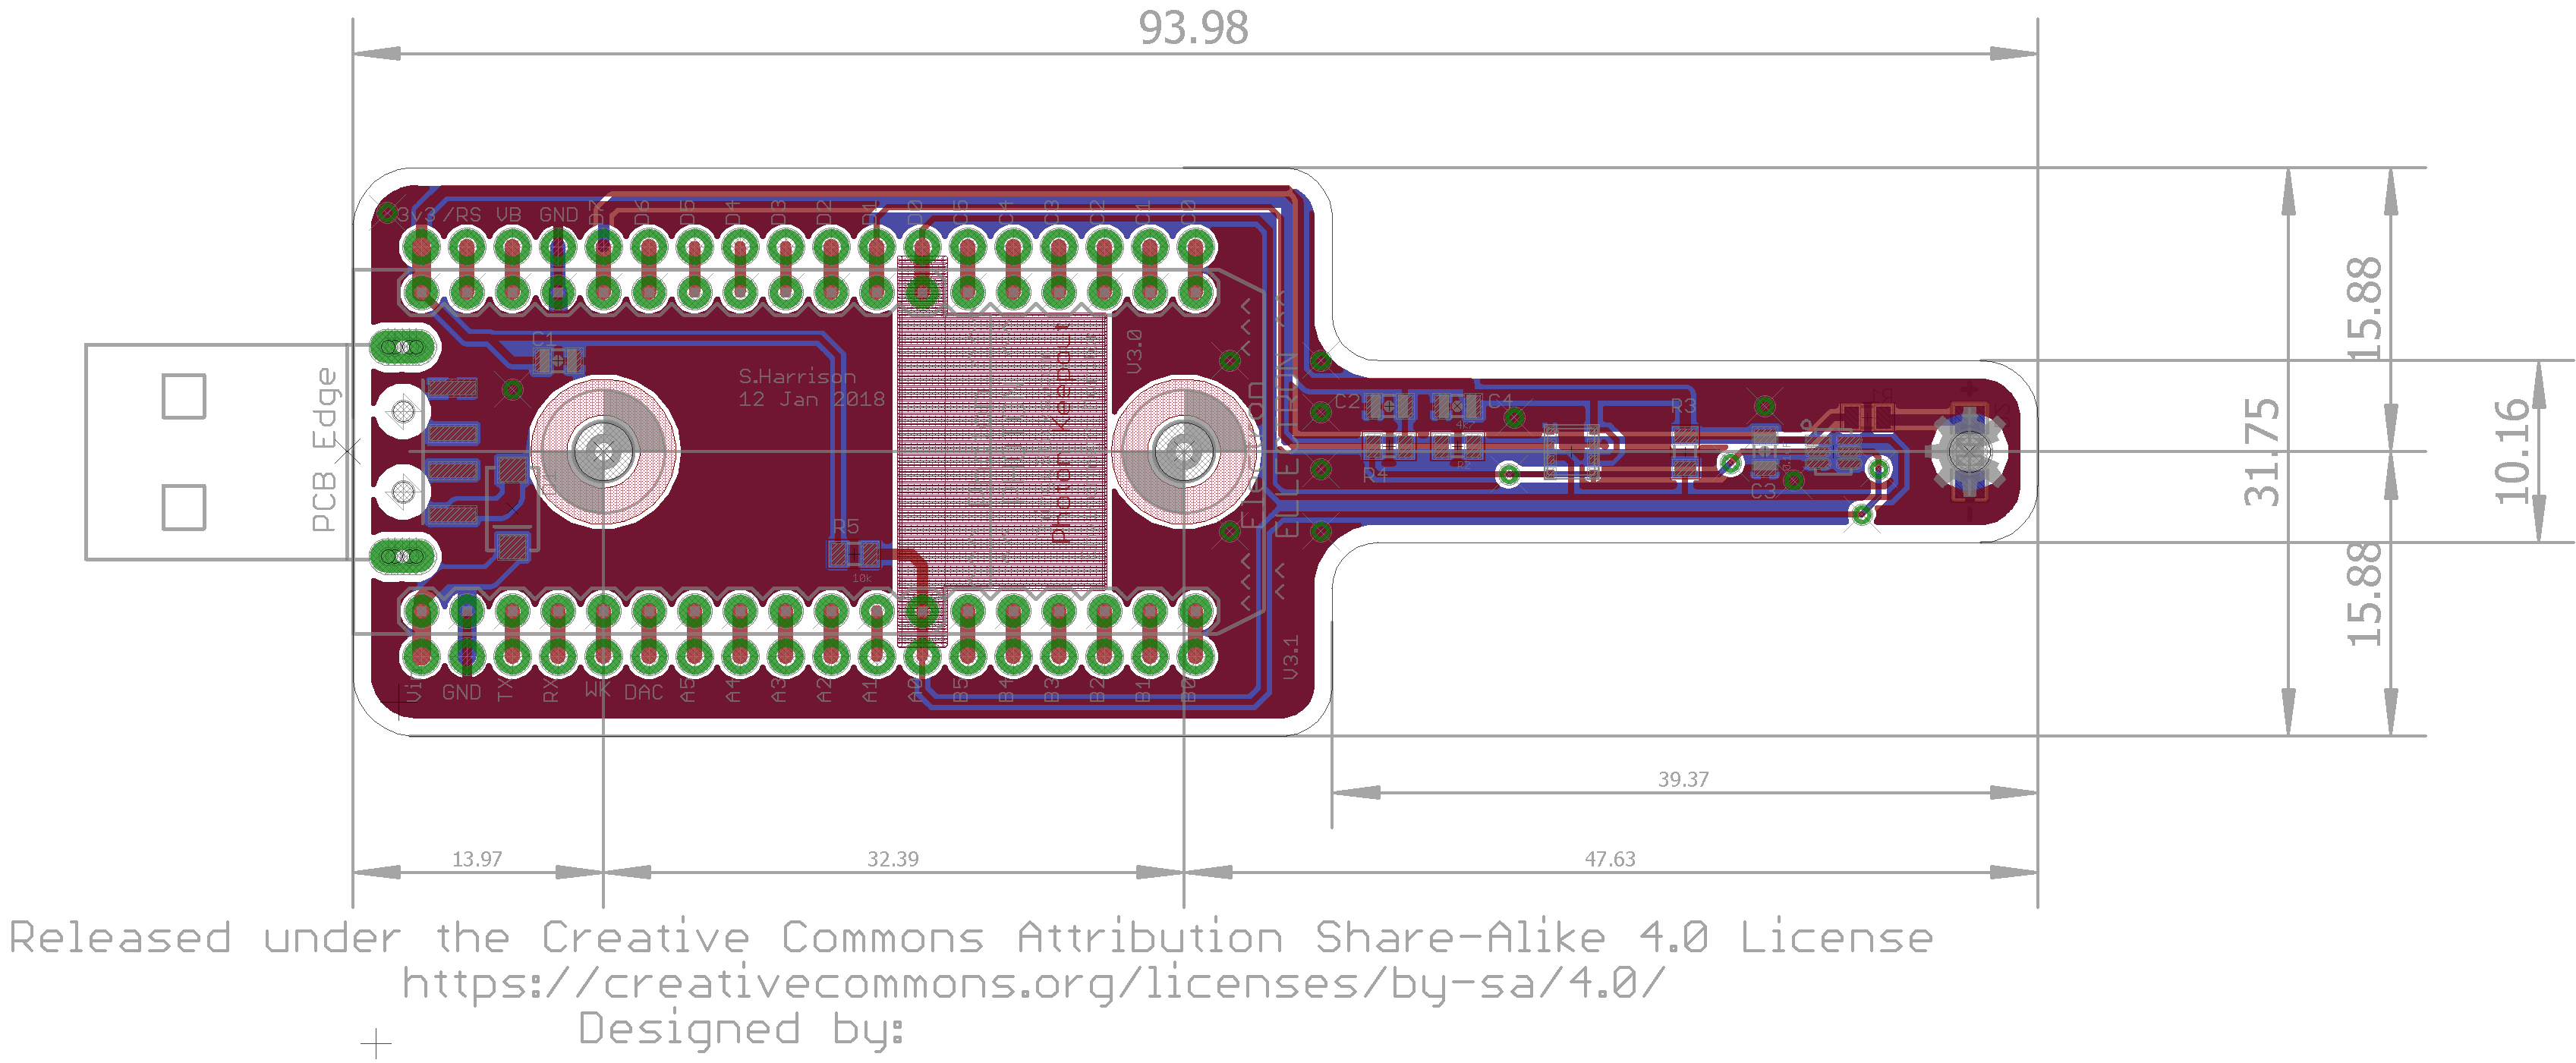 93.98
3v3 /RS VB GND D7 D6 D5 D4 D3 D2 D1 D0 C5 C4 C3 C2 C1 C0
15.88
31.75
10.16
15.88
PCB Edge
C1
S.Harrison
12 Jan 2018
Photon Keepout
V3.0
Electron
C2
C4
R3
R4
C3
R5
10k
V3.1
Vin GND TX RX WK DAC A5 A4 A3 A2 A1 A0 B5 B4 B3 B2 B1 B0
39.37
13.97
32.39
47.63
Released under the Creative Commons Attribution Share-Alike 4.0 License
https://creativecommons.org/licenses/by-sa/4.0/
Designed by: